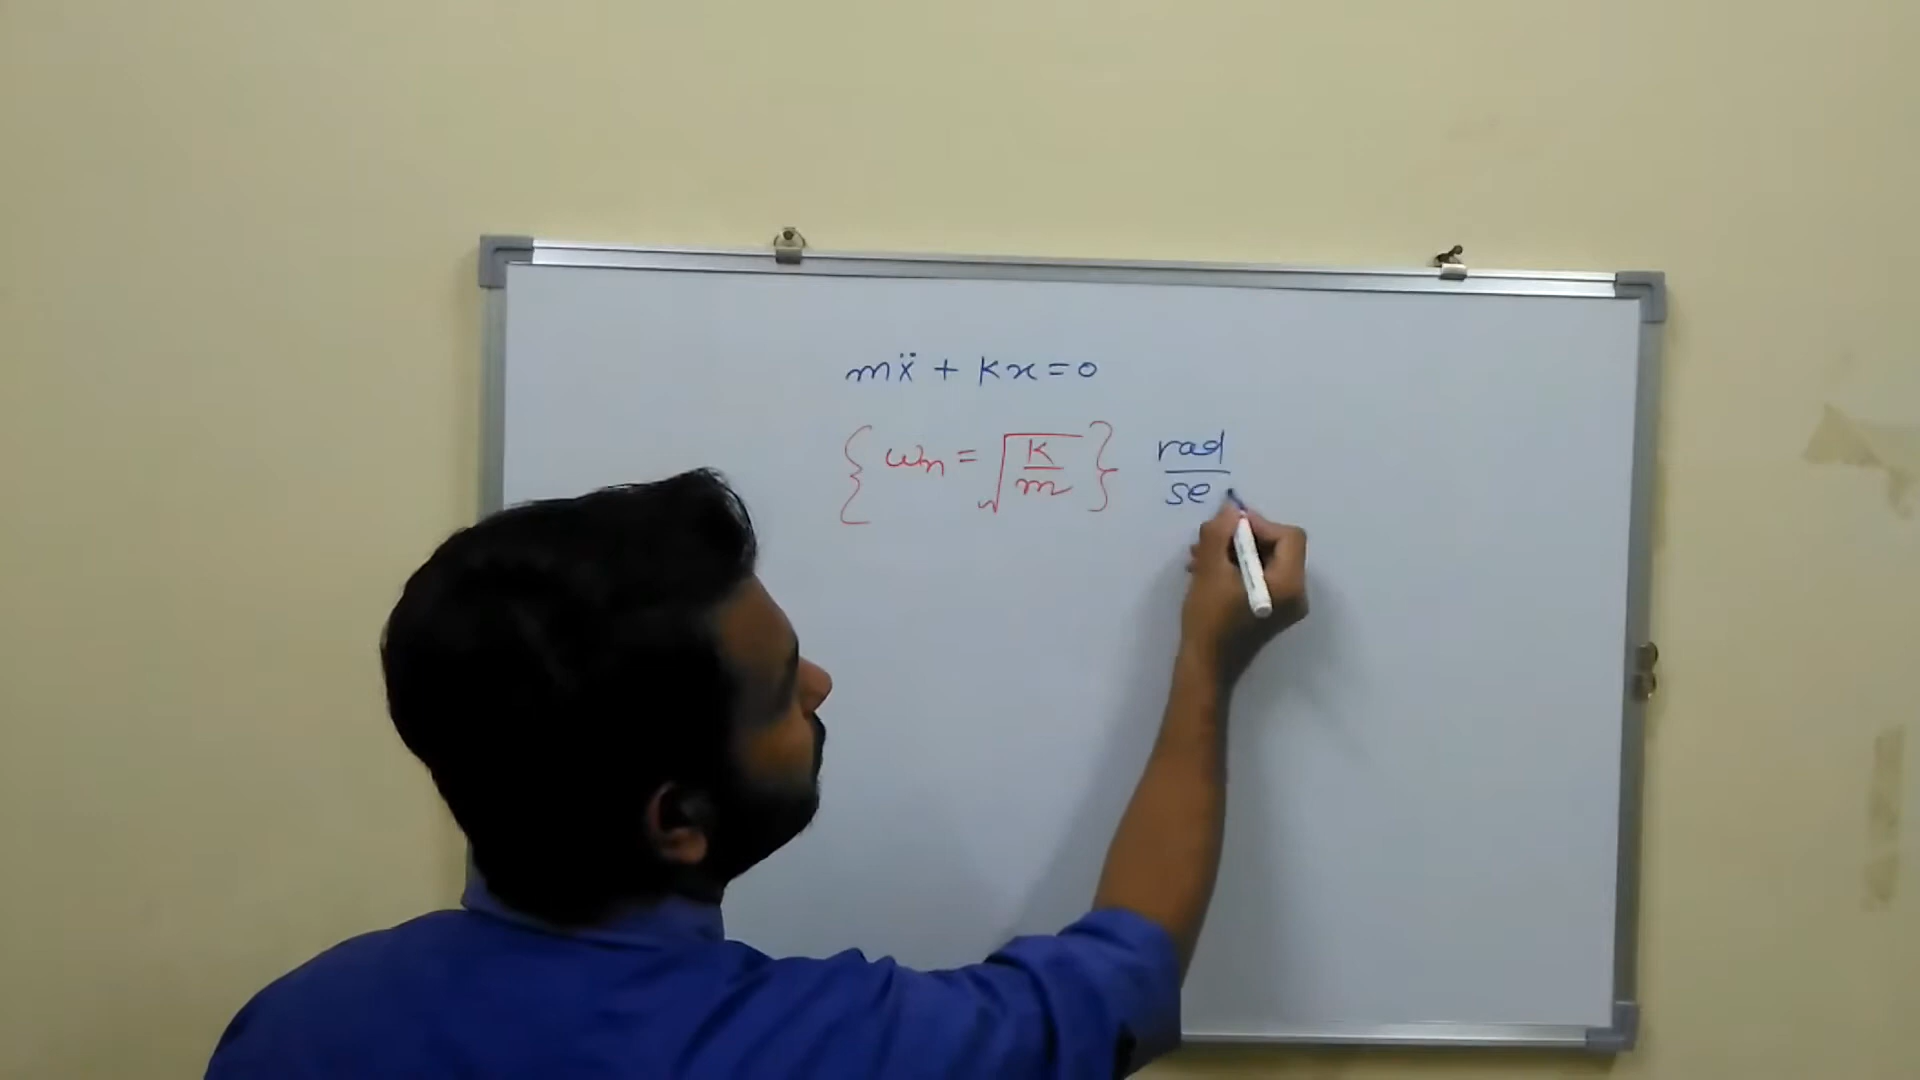 mẍ + kx = 0
{ ωn = √(k/m) } rad/se